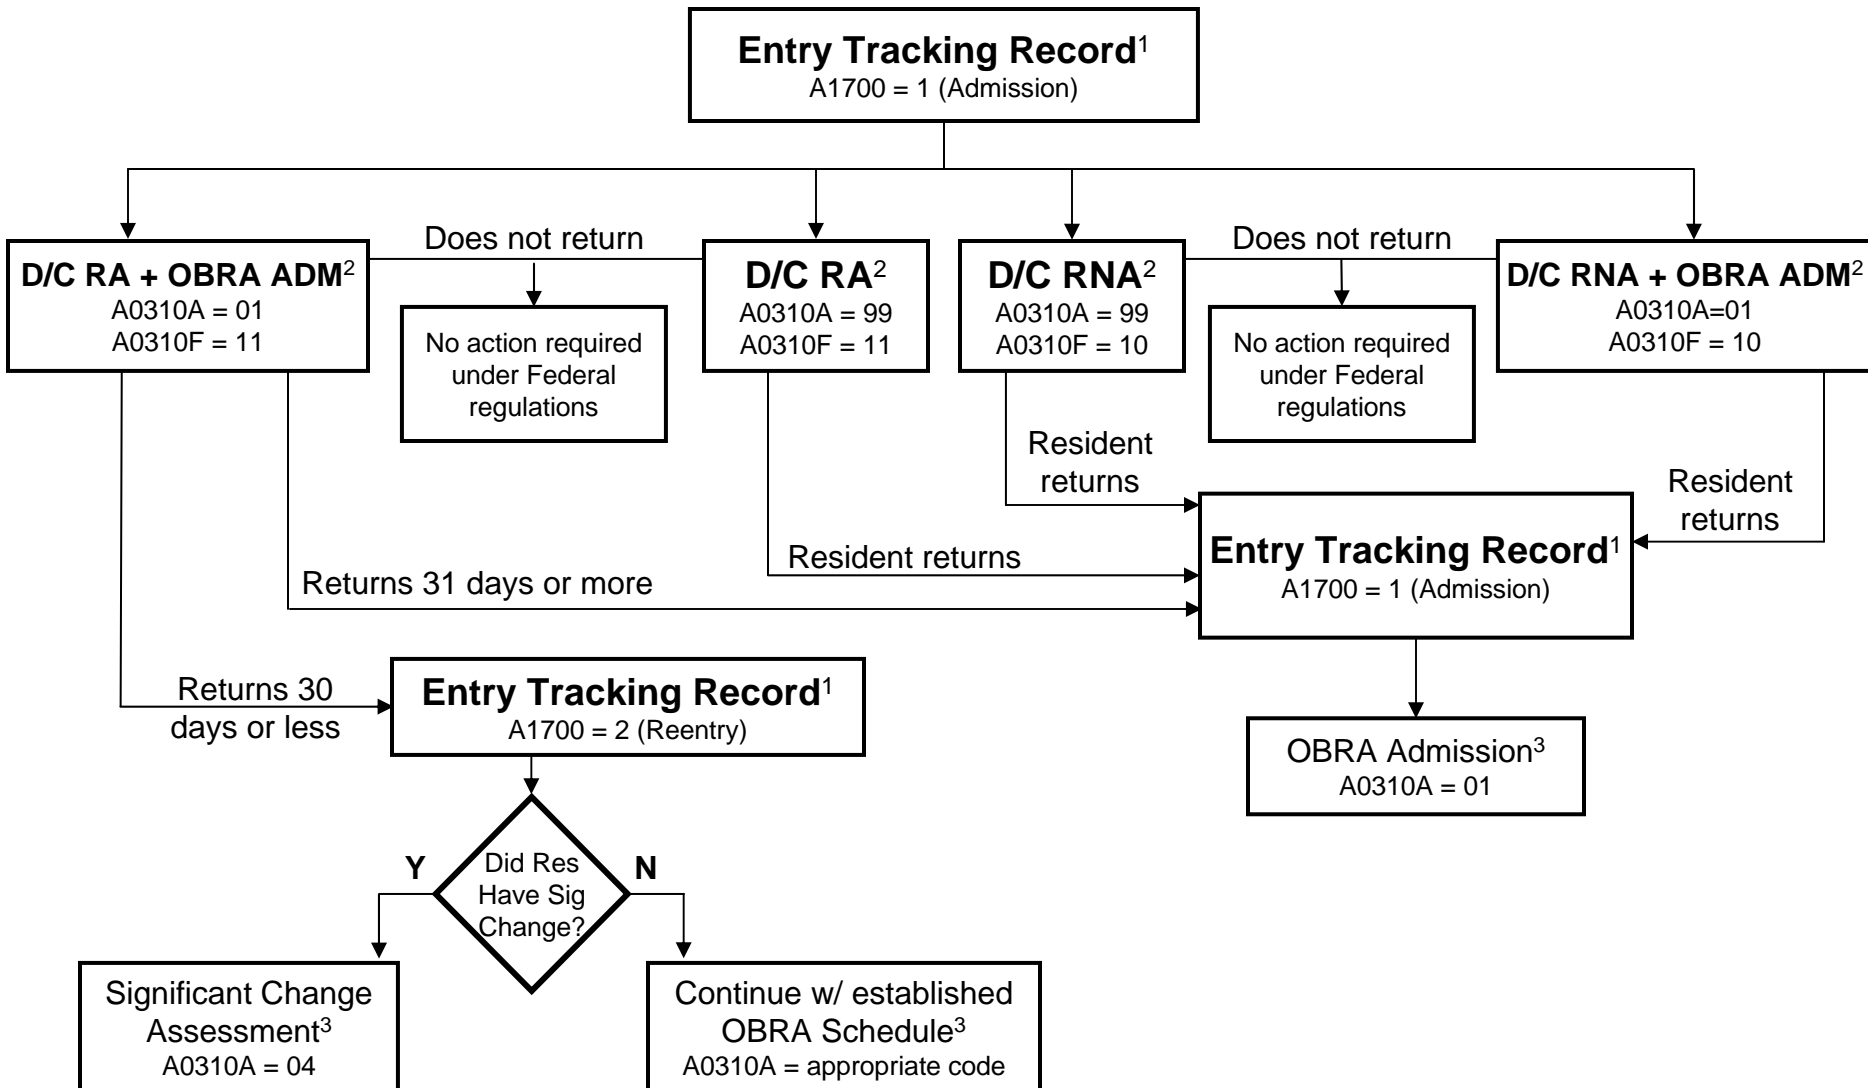 Entry Tracking Record¹
A1700 = 1 (Admission)
Does not return
Does not return
D/C RA + OBRA ADM²
A0310A = 01
A0310F = 11
No action required
under Federal
regulations
D/C RA²
A0310A = 99
A0310F = 11
D/C RNA²
A0310A = 99
A0310F = 10
No action required
under Federal
regulations
D/C RNA + OBRA ADM²
A0310A=01
A0310F = 10
Resident
returns
Resident
returns
Resident returns
Returns 31 days or more
Entry Tracking Record¹
A1700 = 1 (Admission)
Returns 30
days or less
Entry Tracking Record¹
A1700 = 2 (Reentry)
OBRA Admission³
A0310A = 01
Y
Did Res
Have Sig
Change?
N
Significant Change
Assessment³
A0310A = 04
Continue w/ established
OBRA Schedule³
A0310A = appropriate code